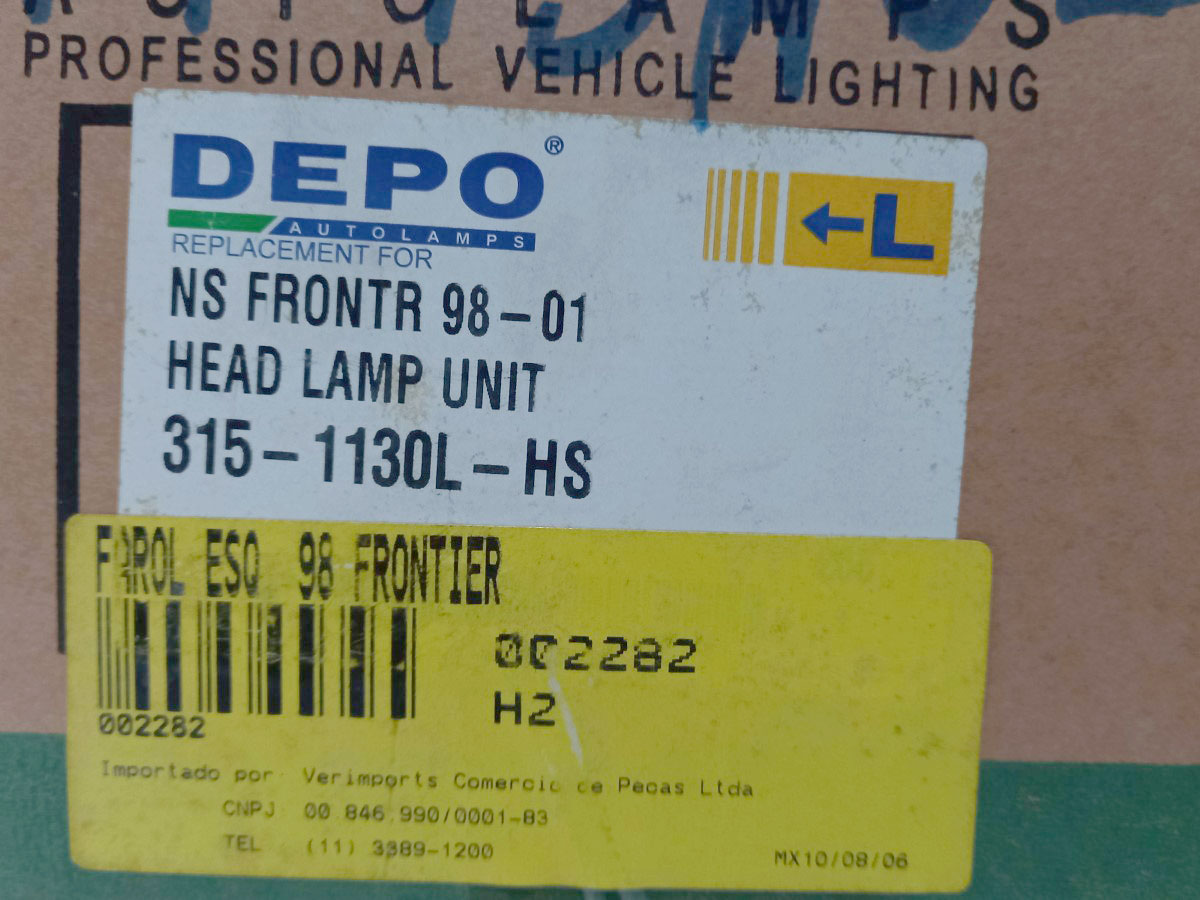 AUTOLAMPS
PROFESSIONAL VEHICLE LIGHTING
DEPO®
AUTOLAMPS
←L
REPLACEMENT FOR
NS FRONTR 98-01
HEAD LAMP UNIT
315-1130L-HS
FAROL ESQ 98 FRONTIER
002282
H2
002282
Importado por: Verimports Comercio de Pecas Ltda
CNPJ 00.846.990/0001-83
TEL (11) 3389-1200
MX10/08/06